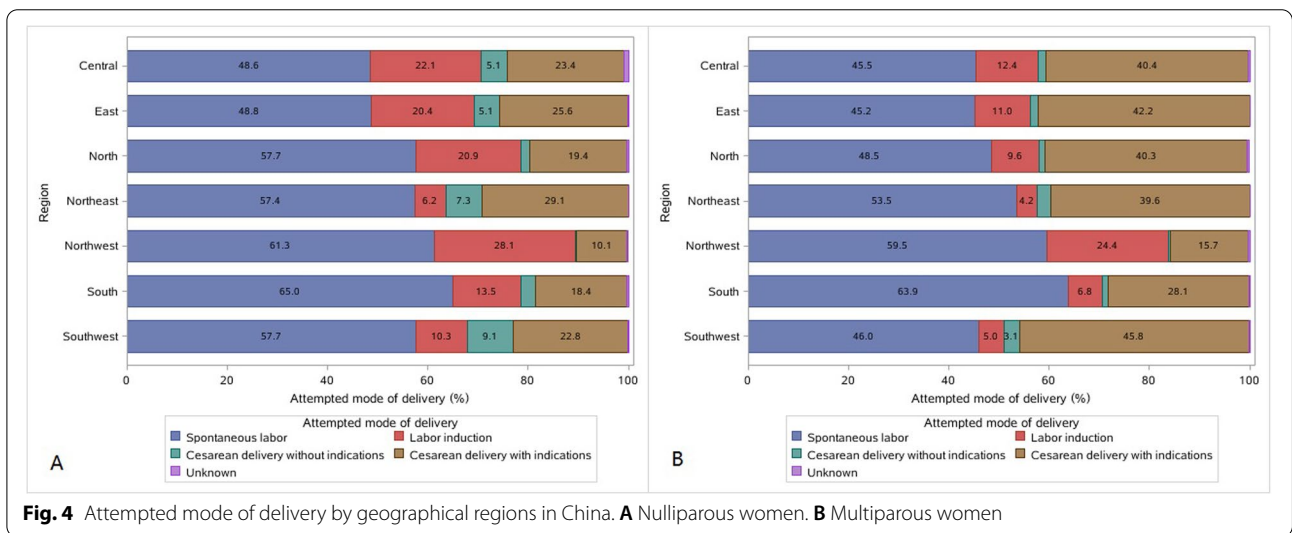 Region
Central
48.6 22.1 5.1 23.4
East
48.8 20.4 5.1 25.6
North
57.7 20.9 19.4
Northeast
57.4 6.2 7.3 29.1
Northwest
61.3 28.1 10.1
South
65.0 13.5 18.4
Southwest
57.7 10.3 9.1 22.8
0 20 40 60 80 100
Attempted mode of delivery (%)
Attempted mode of delivery
Spontaneous labor Labor induction
Cesarean delivery without indications Cesarean delivery with indications
Unknown
A
Region
Central
45.5 12.4 40.4
East
45.2 11.0 42.2
North
48.5 9.6 40.3
Northeast
53.5 4.2 39.6
Northwest
59.5 24.4 15.7
South
63.9 6.8 28.1
Southwest
46.0 5.0 3.1 45.8
0 20 40 60 80 100
Attempted mode of delivery (%)
Attempted mode of delivery
Spontaneous labor Labor induction
Cesarean delivery without indications Cesarean delivery with indications
Unknown
B
Fig. 4 Attempted mode of delivery by geographical regions in China. A Nulliparous women. B Multiparous women